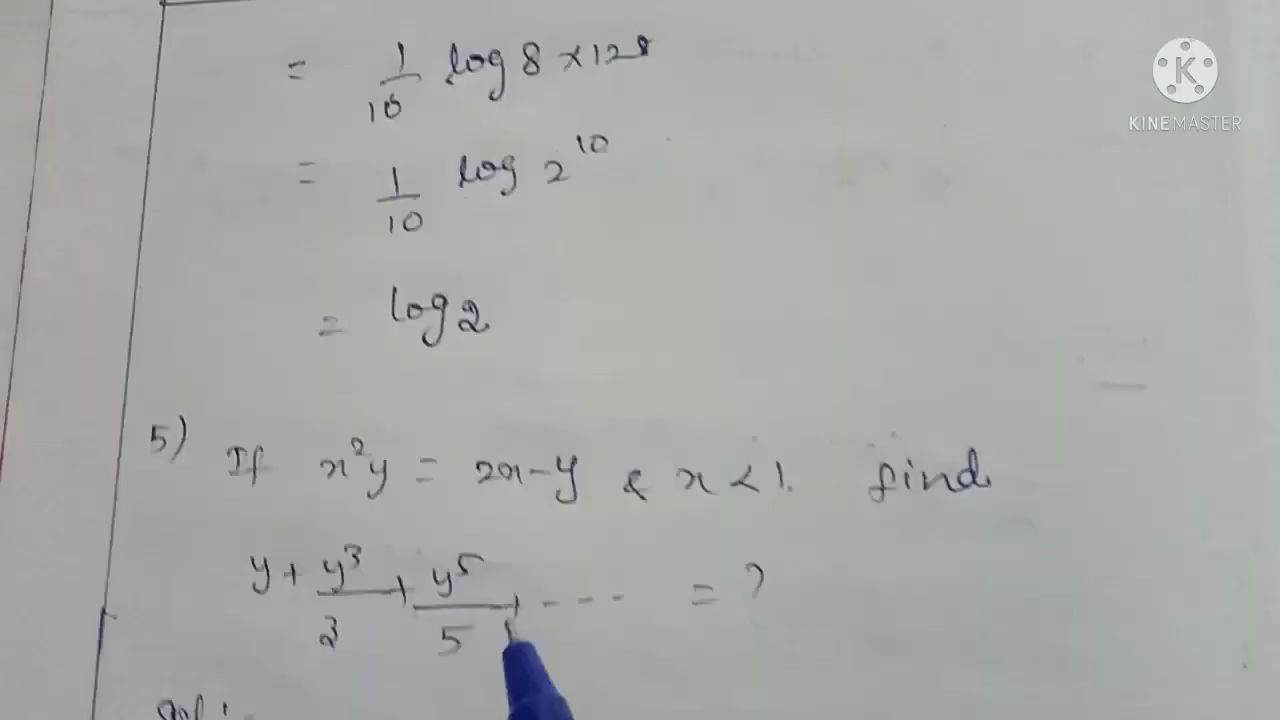 = 1/10 log 8 × 128
= 1/10 log 2^10
= log 2
5) If x²y = 2x - y & x < 1. find
y + y³/3 + y⁵/5 + ---- = ?
Sol:
K
KINEMASTER